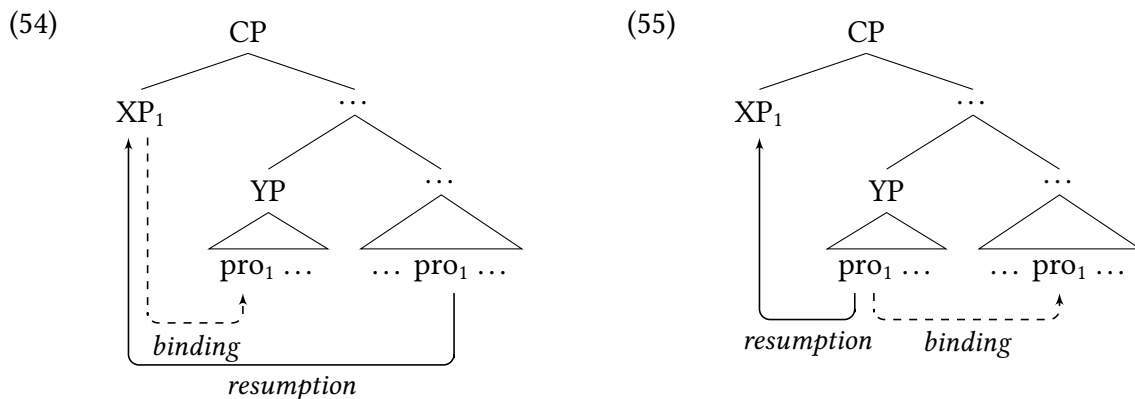 (54) (55)
CP CP
XP₁ … XP₁ …
YP … YP …
pro₁ … … pro₁ … pro₁ … … pro₁ …
binding resumption binding
resumption